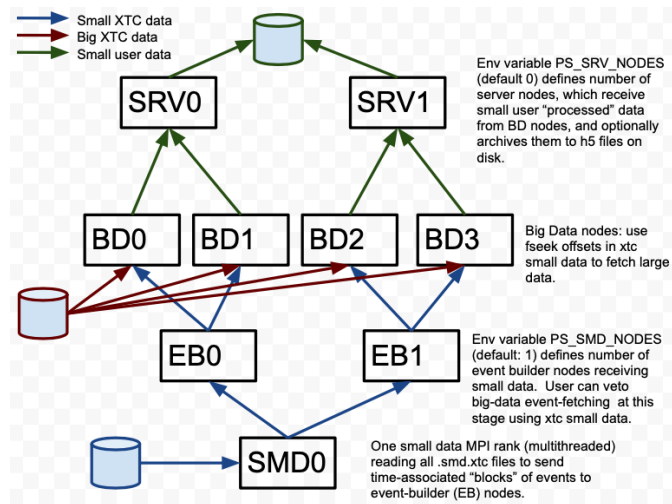 Small XTC data
Big XTC data
Small user data
SRV0
SRV1
Env variable PS_SRV_NODES
(default 0) defines number of
server nodes, which receive
small user “processed” data
from BD nodes, and optionally
archives them to h5 files on
disk.
BD0
BD1
BD2
BD3
Big Data nodes: use
fseek offsets in xtc
small data to fetch large
data.
EB0
EB1
Env variable PS_SMD_NODES
(default: 1) defines number of
event builder nodes receiving
small data. User can veto
big-data event-fetching at this
stage using xtc small data.
SMD0
One small data MPI rank (multithreaded)
reading all .smd.xtc files to send
time-associated “blocks” of events to
event-builder (EB) nodes.